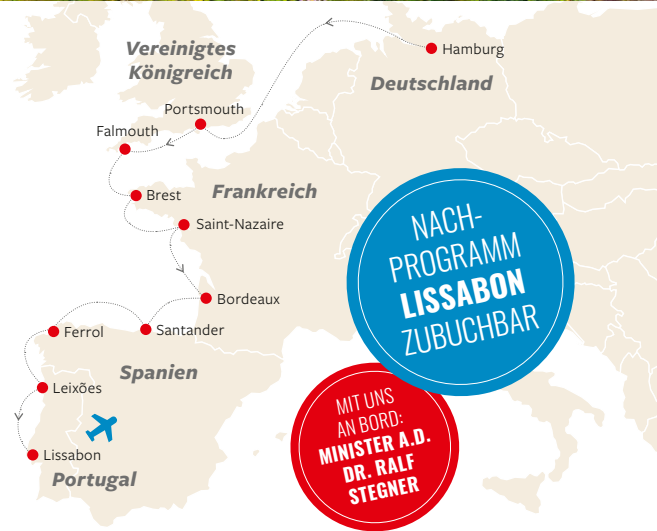 Vereinigtes
Königreich
Hamburg
Deutschland
Portsmouth
Falmouth
Brest
Frankreich
Saint-Nazaire
Bordeaux
Ferrol
Santander
Spanien
Leixões
Lissabon
Portugal
NACH-
PROGRAMM
LISSABON
ZUBUCHBAR
MIT UNS
AN BORD:
MINISTER A.D.
DR. RALF
STEGNER